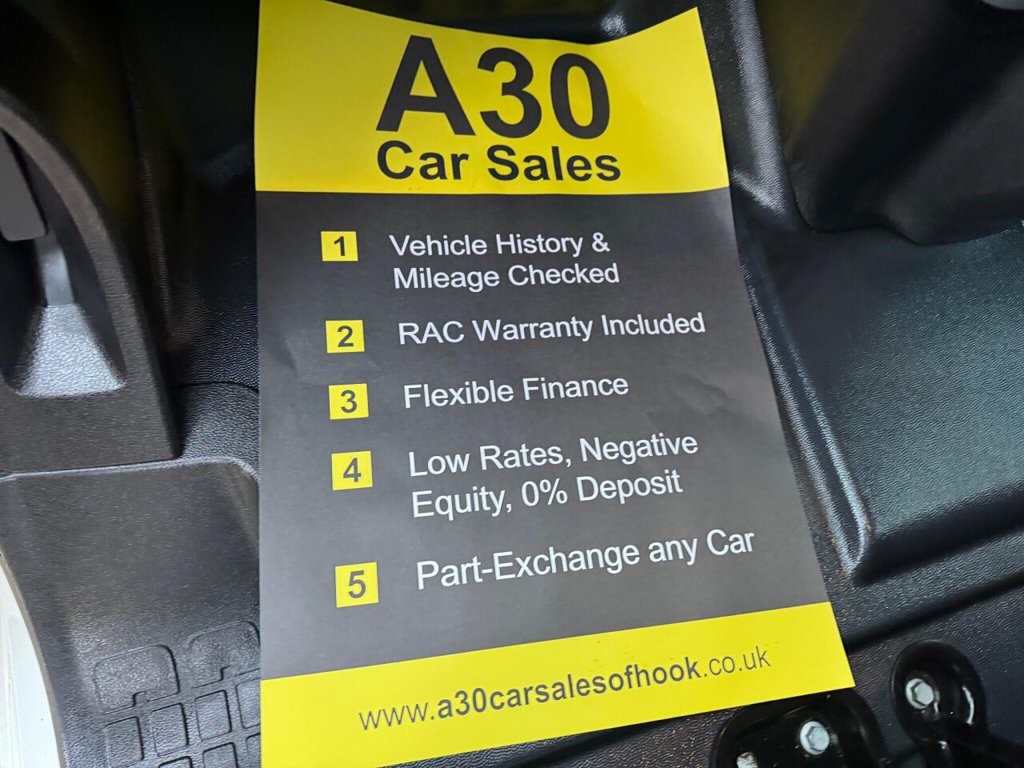 A30
Car Sales
1 Vehicle History &
Mileage Checked
2 RAC Warranty Included
3 Flexible Finance
4 Low Rates, Negative
Equity, 0% Deposit
5 Part-Exchange any Car
www.a30carsalesofhook.co.uk